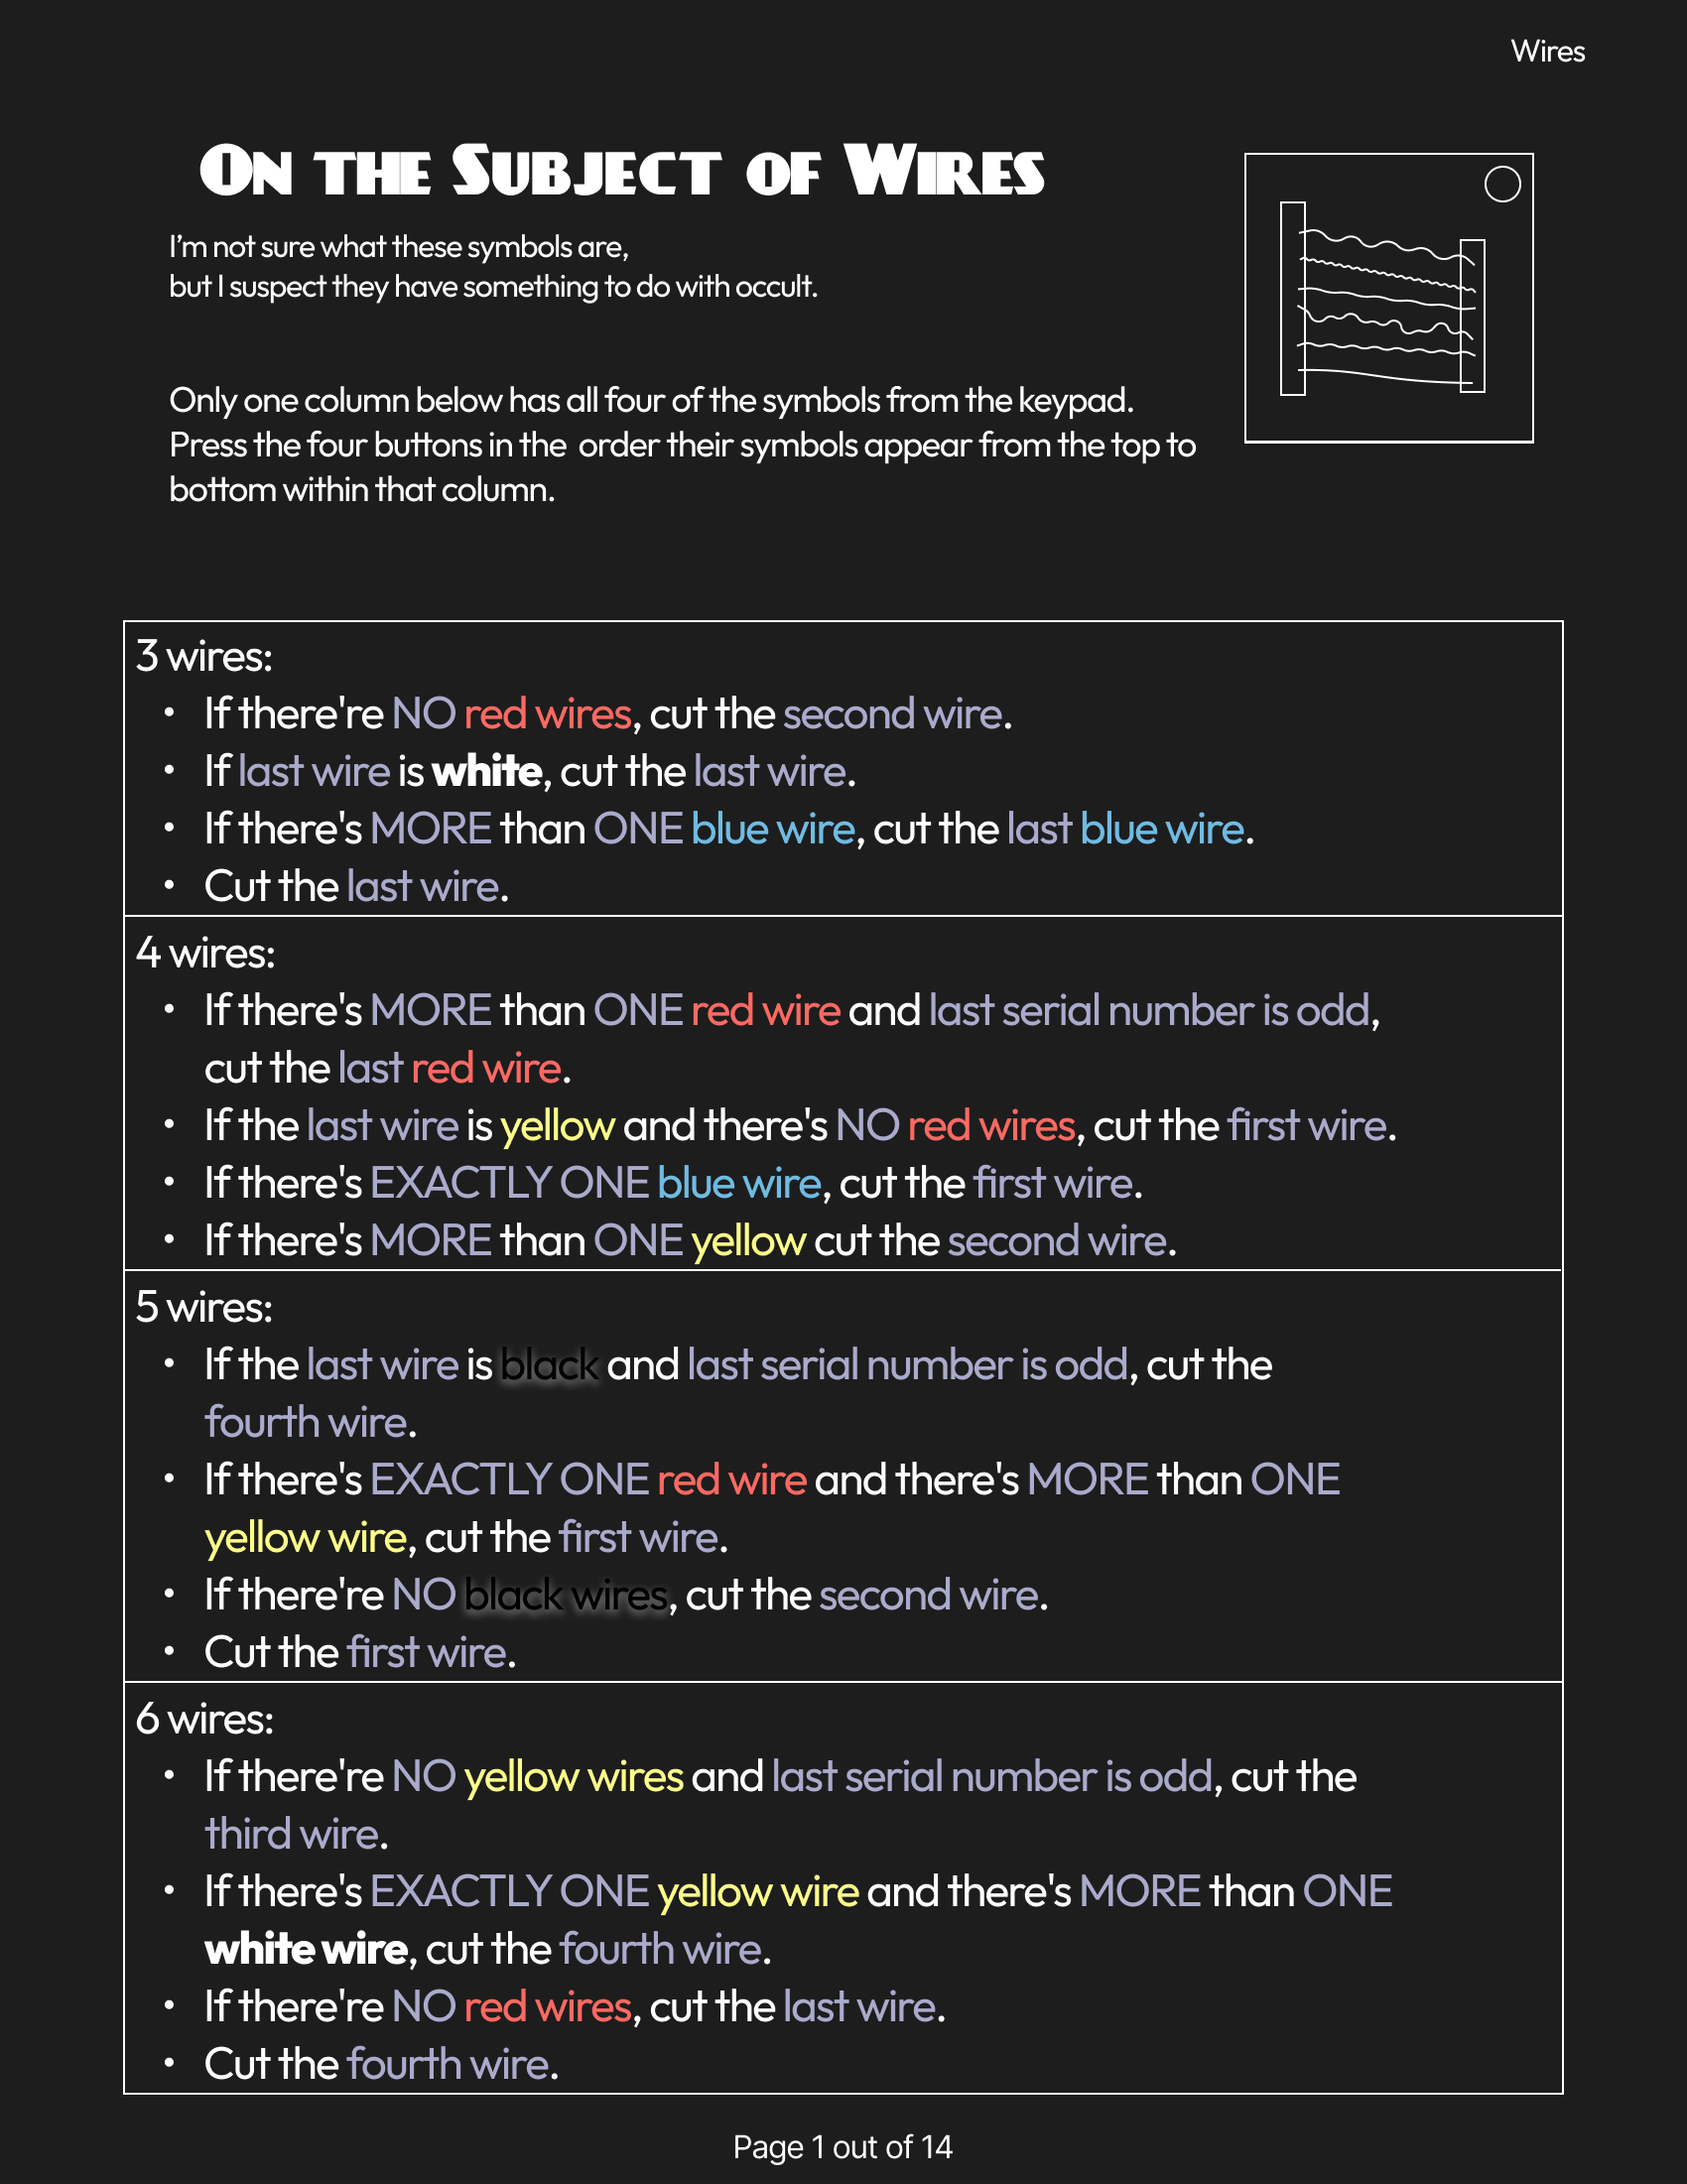 Wires
On the Subject of Wires
I'm not sure what these symbols are,
but I suspect they have something to do with occult.
Only one column below has all four of the symbols from the keypad.
Press the four buttons in the order their symbols appear from the top to
bottom within that column.
3 wires:
• If there're NO red wires, cut the second wire.
• If last wire is white, cut the last wire.
• If there's MORE than ONE blue wire, cut the last blue wire.
• Cut the last wire.
4 wires:
• If there's MORE than ONE red wire and last serial number is odd,
cut the last red wire.
• If the last wire is yellow and there's NO red wires, cut the first wire.
• If there's EXACTLY ONE blue wire, cut the first wire.
• If there's MORE than ONE yellow cut the second wire.
5 wires:
• If the last wire is black and last serial number is odd, cut the
fourth wire.
• If there's EXACTLY ONE red wire and there's MORE than ONE
yellow wire, cut the first wire.
• If there're NO black wires, cut the second wire.
• Cut the first wire.
6 wires:
• If there're NO yellow wires and last serial number is odd, cut the
third wire.
• If there's EXACTLY ONE yellow wire and there's MORE than ONE
white wire, cut the fourth wire.
• If there're NO red wires, cut the last wire.
• Cut the fourth wire.
Page 1 out of 14